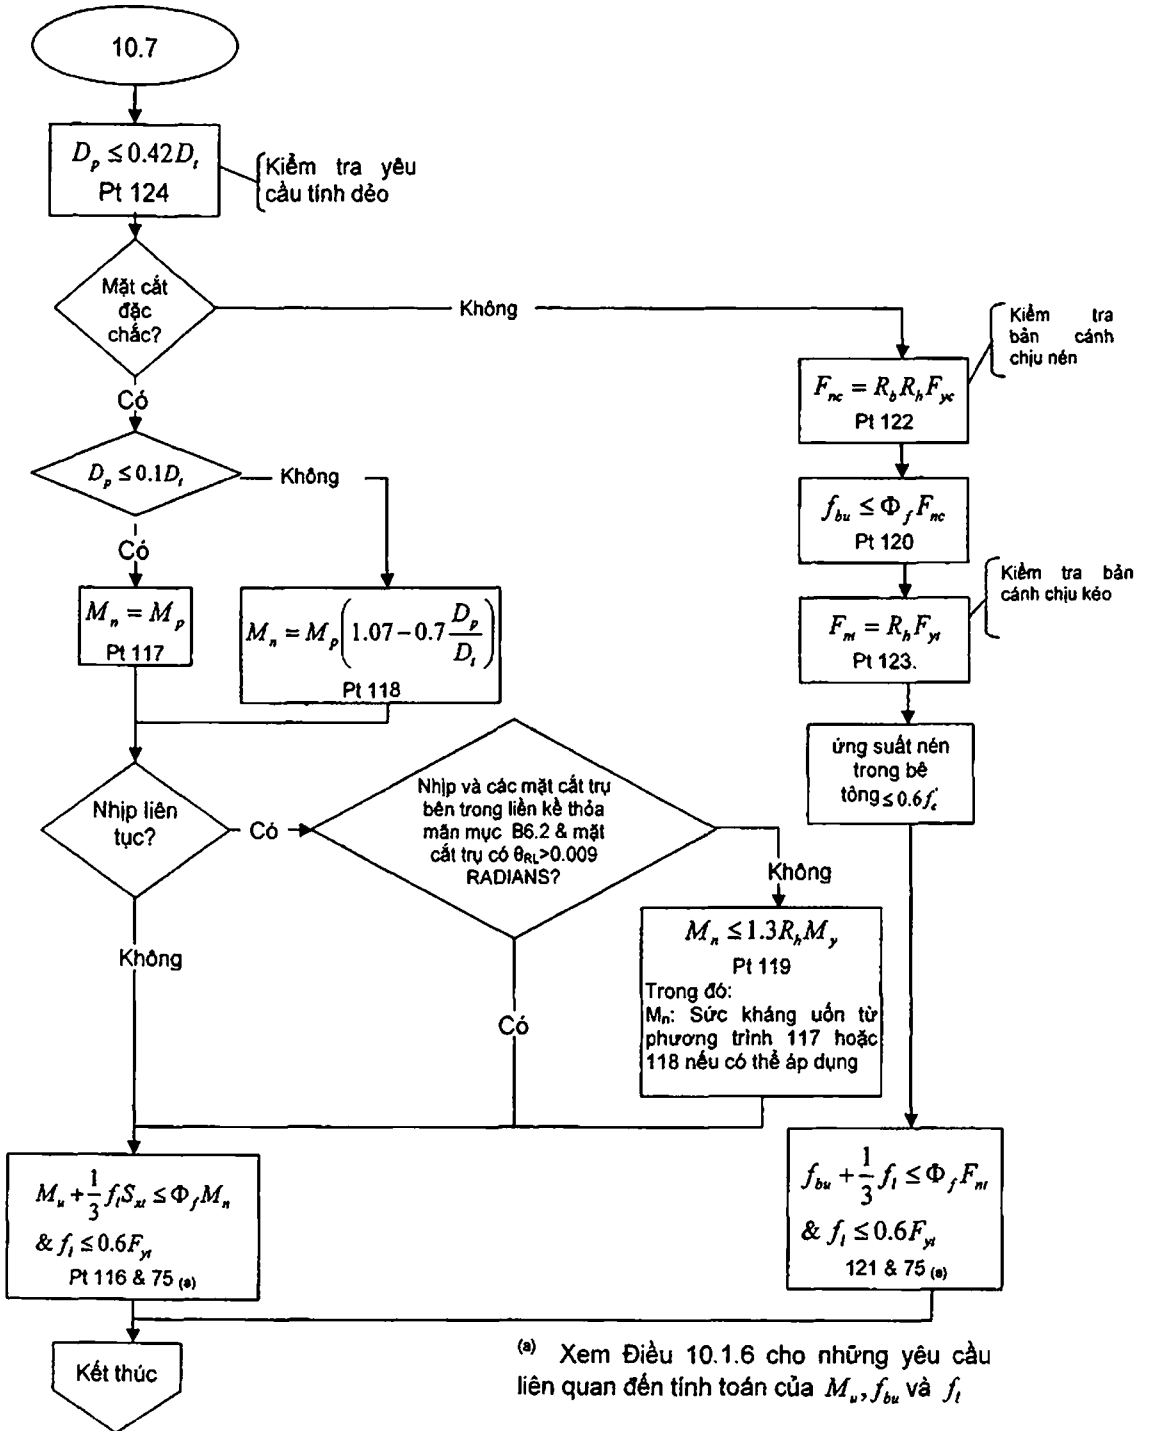 10.7
D_p ≤ 0.42D_t
Pt 124
Kiểm tra yêu
cầu tính dẻo
Mặt cắt
đặc
chắc?
Không
Có
Kiểm tra
bản cánh
chịu nén
F_nc = R_b R_h F_yc
Pt 122
D_p ≤ 0.1D_t
Không
Có
f_bu ≤ Φ_f F_nc
Pt 120
Kiểm tra bản
cánh chịu kéo
M_n = M_p
Pt 117
M_n = M_p(1.07 − 0.7 D_p/D_t)
Pt 118
F_nt = R_h F_yt
Pt 123.
ứng suất nén
trong bê
tông ≤ 0.6f'_c
Nhịp liên
tục?
Có
Nhịp và các mặt cắt trụ
bên trong liền kề thỏa
mãn mục B6.2 & mặt
cắt trụ có θ_RL>0.009
RADIANS?
Không
Không
Có
M_n ≤ 1.3R_h M_y
Pt 119
Trong đó:
M_n: Sức kháng uốn từ
phương trình 117 hoặc
118 nếu có thể áp dụng
M_u + 1/3 f_l S_xt ≤ Φ_f M_n
& f_l ≤ 0.6F_yt
Pt 116 & 75 (a)
f_bu + 1/3 f_l ≤ Φ_f F_nt
& f_l ≤ 0.6F_yt
121 & 75 (a)
Kết thúc
(a) Xem Điều 10.1.6 cho những yêu cầu
liên quan đến tính toán của M_u, f_bu và f_l